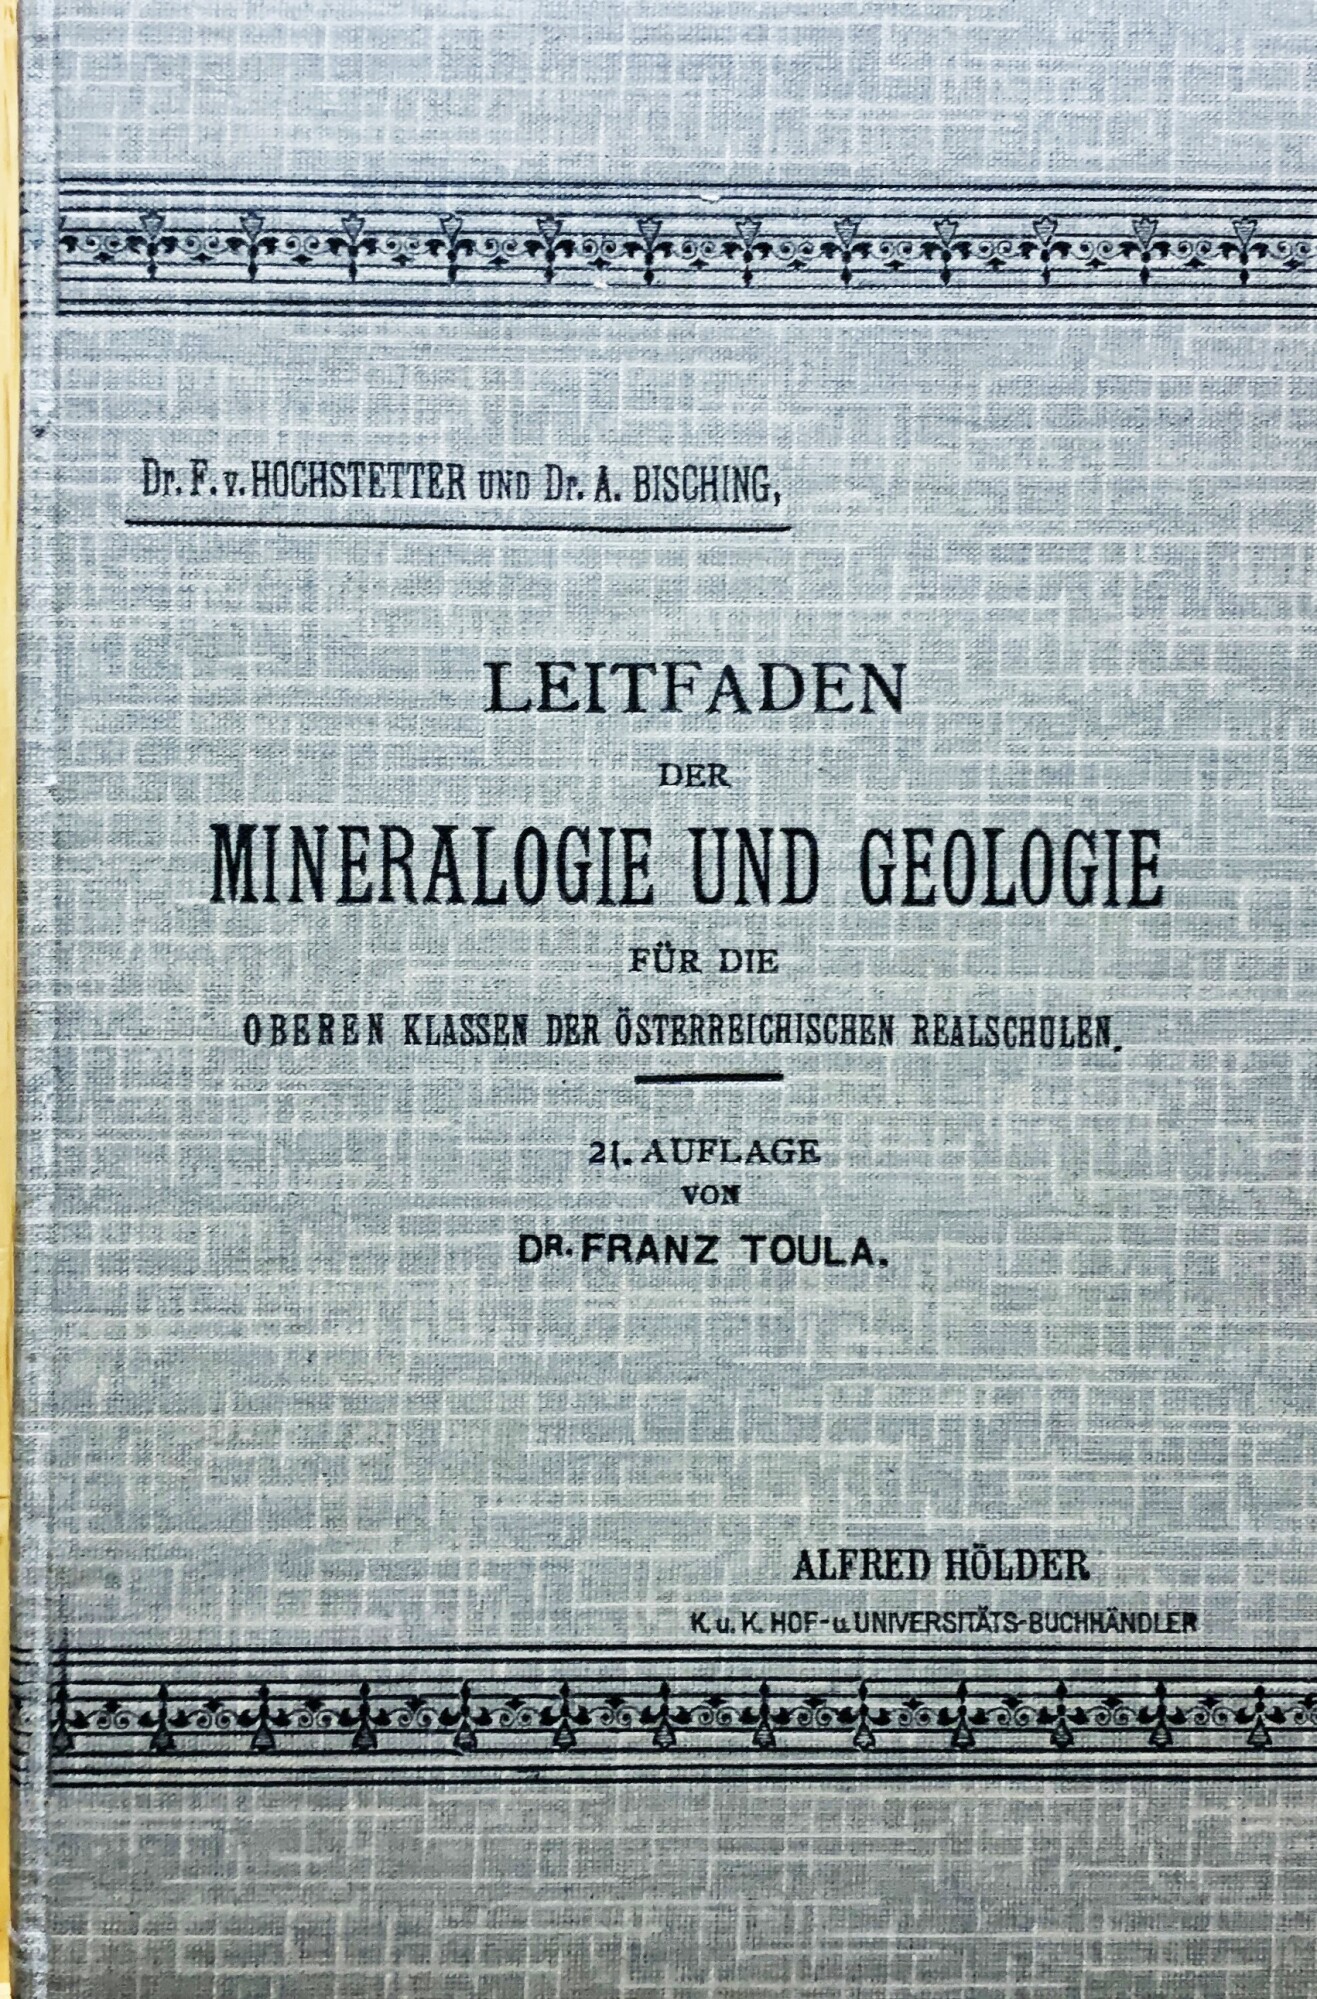 Dr. F. v. HOCHSTETTER UND Dr. A. BISCHING,
LEITFADEN
DER
MINERALOGIE UND GEOLOGIE
FÜR DIE
OBEREN KLASSEN DER ÖSTERREICHISCHEN REALSCHULEN.
21. AUFLAGE
VON
DR. FRANZ TOULA.
ALFRED HÖLDER
K. u. K. HOF- u. UNIVERSITÄTS-BUCHHÄNDLER